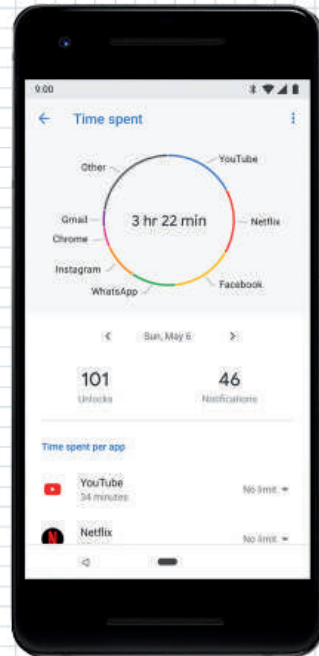 9:00
Time spent
Other
YouTube
Gmail
3 hr 22 min
Netflix
Chrome
Instagram
WhatsApp
Facebook
Sun, May 6
101
46
Unlocks
Notifications
Time spent per app
YouTube
34 minutes
No limit
N
Netflix
No limit